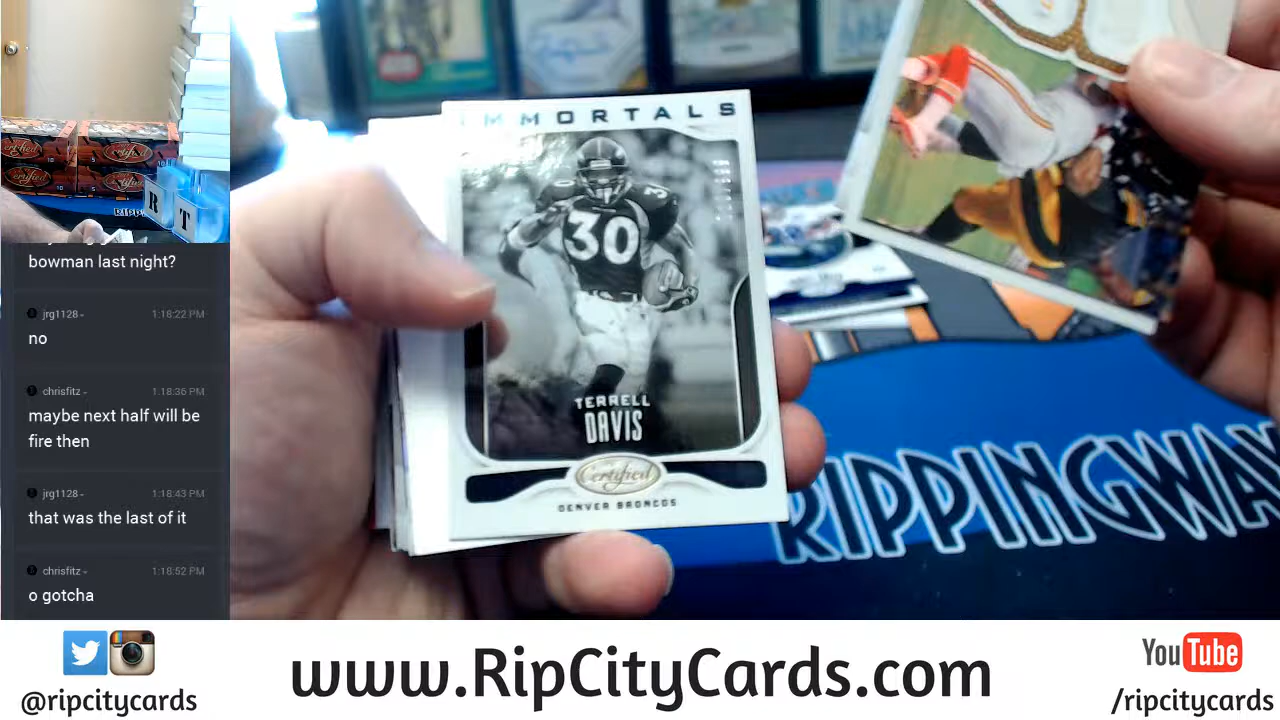 bowman last night?
jrg1128
1:18:22 PM
no
chrisfitz
1:18:36 PM
maybe next half will be
fire then
jrg1128
1:18:43 PM
that was the last of it
chrisfitz
1:18:52 PM
o gotcha
R T
IMMORTALS
30
30
TERRELL
DAVIS
Certified
DENVER BRONCOS
RIPPINGWA
@ripcitycards
www.RipCityCards.com
YouTube
/ripcitycards